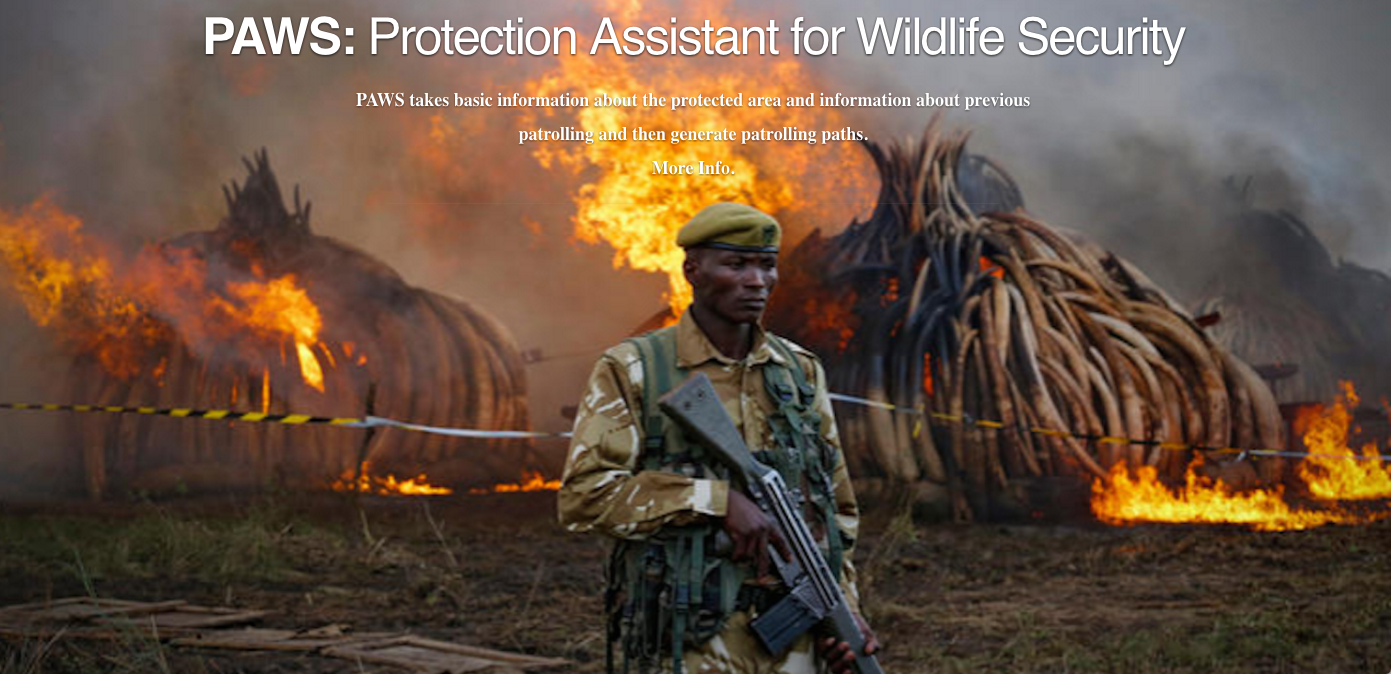 PAWS: Protection Assistant for Wildlife Security
PAWS takes basic information about the protected area and information about previous
patrolling and then generate patrolling paths.
More Info.